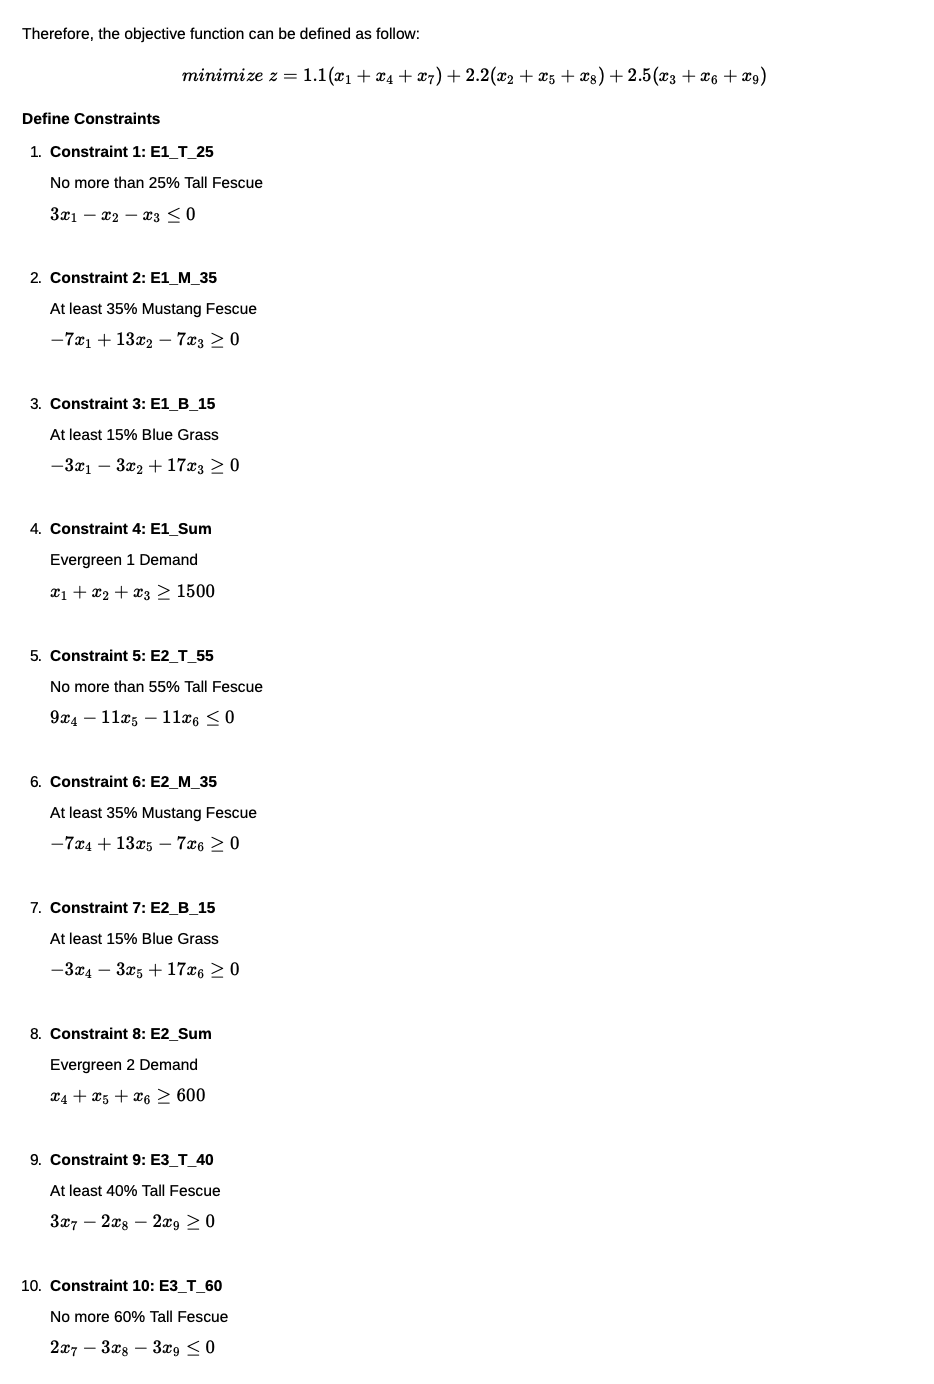 Therefore, the objective function can be defined as follow:
minimize z = 1.1(x₁ + x₄ + x₇) + 2.2(x₂ + x₅ + x₈) + 2.5(x₃ + x₆ + x₉)
Define Constraints
1. Constraint 1: E1_T_25
No more than 25% Tall Fescue
3x₁ − x₂ − x₃ ≤ 0
2. Constraint 2: E1_M_35
At least 35% Mustang Fescue
−7x₁ + 13x₂ − 7x₃ ≥ 0
3. Constraint 3: E1_B_15
At least 15% Blue Grass
−3x₁ − 3x₂ + 17x₃ ≥ 0
4. Constraint 4: E1_Sum
Evergreen 1 Demand
x₁ + x₂ + x₃ ≥ 1500
5. Constraint 5: E2_T_55
No more than 55% Tall Fescue
9x₄ − 11x₅ − 11x₆ ≤ 0
6. Constraint 6: E2_M_35
At least 35% Mustang Fescue
−7x₄ + 13x₅ − 7x₆ ≥ 0
7. Constraint 7: E2_B_15
At least 15% Blue Grass
−3x₄ − 3x₅ + 17x₆ ≥ 0
8. Constraint 8: E2_Sum
Evergreen 2 Demand
x₄ + x₅ + x₆ ≥ 600
9. Constraint 9: E3_T_40
At least 40% Tall Fescue
3x₇ − 2x₈ − 2x₉ ≥ 0
10. Constraint 10: E3_T_60
No more 60% Tall Fescue
2x₇ − 3x₈ − 3x₉ ≤ 0